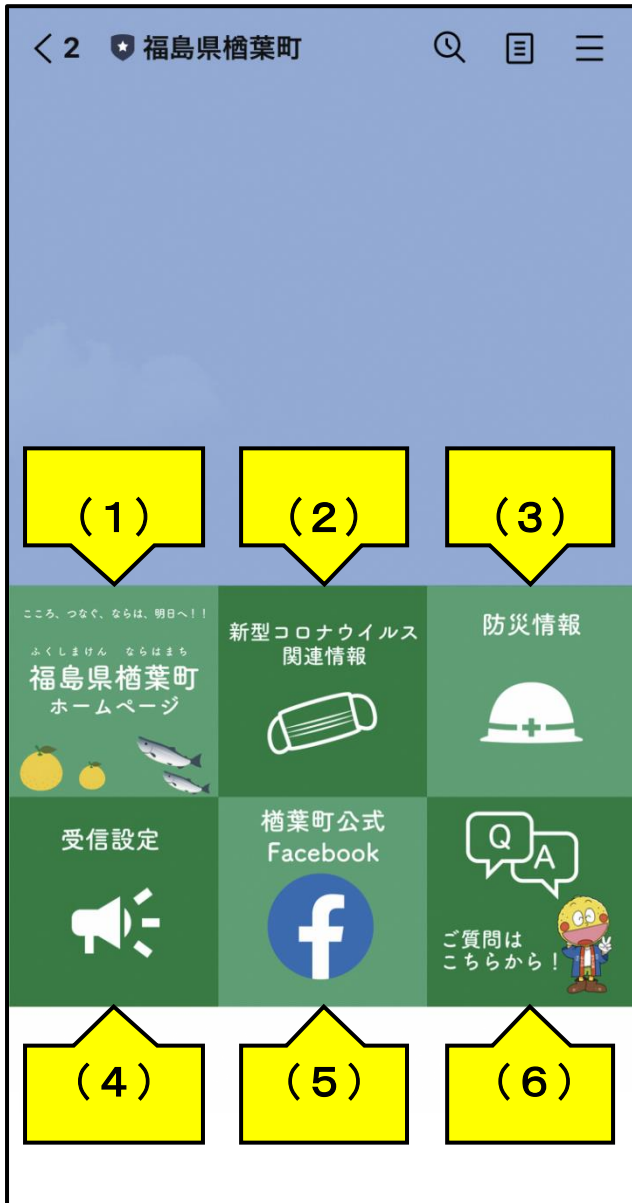 2 福島県楢葉町
(1) (2) (3)
こころ、つなぐ、ならは、明日へ!!
ふくしまけん ならはまち
福島県楢葉町
ホームページ
新型コロナウイルス
関連情報
防災情報
受信設定
楢葉町公式
Facebook
f
Q A
ご質問は
こちらから!
(4) (5) (6)